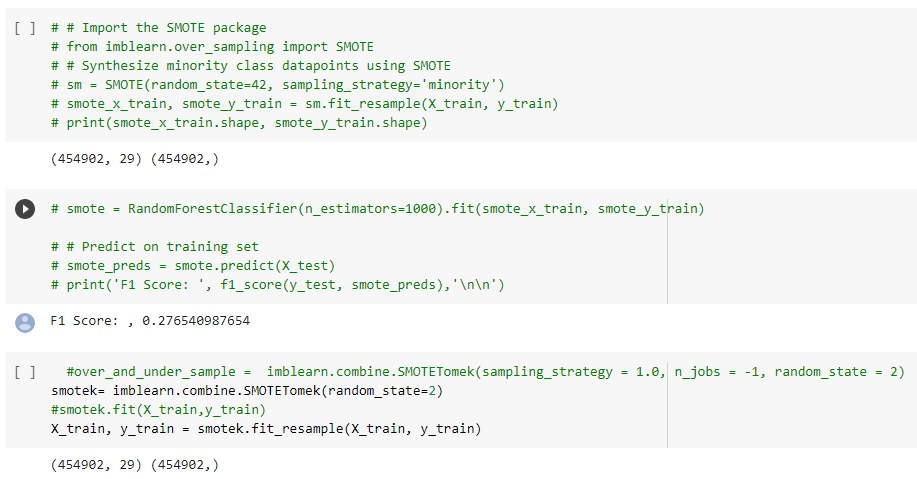 [ ] # # Import the SMOTE package
# from imblearn.over_sampling import SMOTE
# # Synthesize minority class datapoints using SMOTE
# sm = SMOTE(random_state=42, sampling_strategy='minority')
# smote_x_train, smote_y_train = sm.fit_resample(X_train, y_train)
# print(smote_x_train.shape, smote_y_train.shape)
(454902, 29) (454902,)
# smote = RandomForestClassifier(n_estimators=1000).fit(smote_x_train, smote_y_train)
# # Predict on training set
# smote_preds = smote.predict(X_test)
# print('F1 Score: ', f1_score(y_test, smote_preds),'\n\n')
F1 Score: , 0.276540987654
[ ] #over_and_under_sample =  imblearn.combine.SMOTETomek(sampling_strategy = 1.0, n_jobs = -1, random_state = 2)
smotek= imblearn.combine.SMOTETomek(random_state=2)
#smotek.fit(X_train,y_train)
X_train, y_train = smotek.fit_resample(X_train, y_train)
(454902, 29) (454902,)